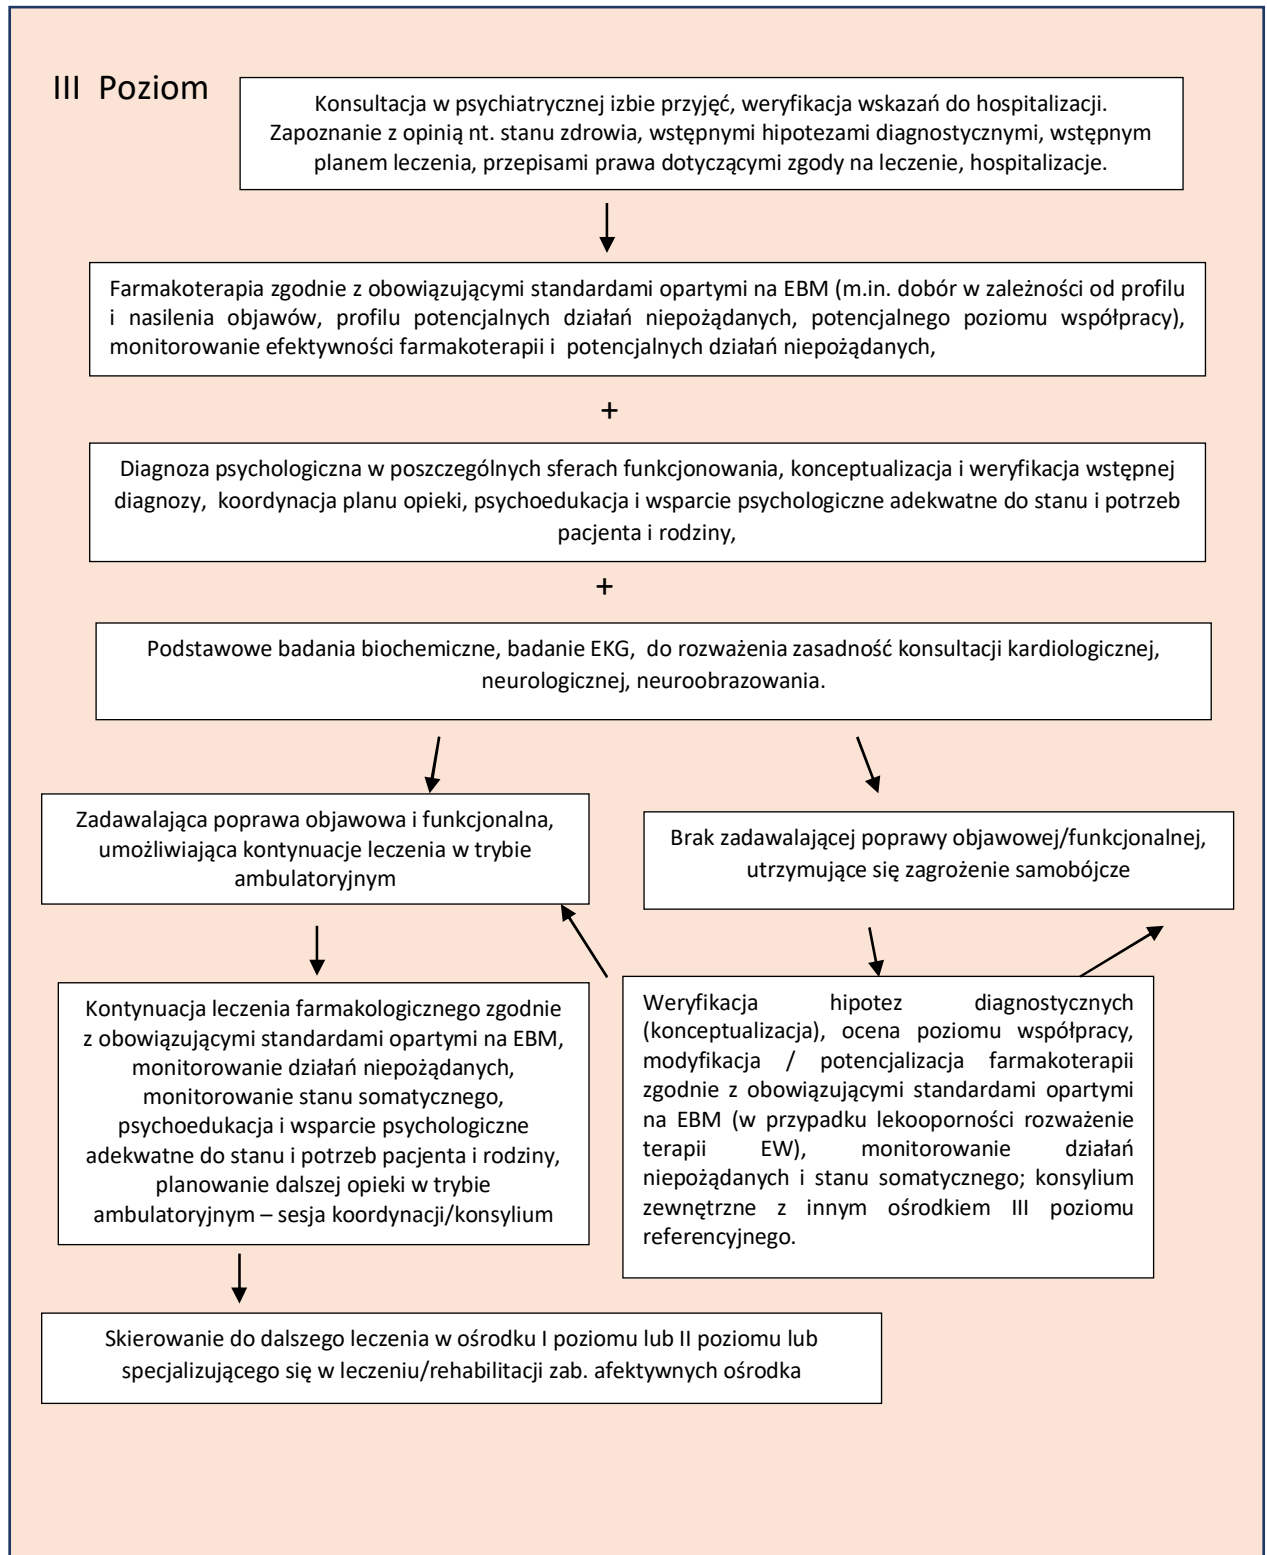 III Poziom
Konsultacja w psychiatrycznej izbie przyjęć, weryfikacja wskazań do hospitalizacji.
Zapoznanie z opinią nt. stanu zdrowia, wstępnymi hipotezami diagnostycznymi, wstępnym
planem leczenia, przepisami prawa dotyczącymi zgody na leczenie, hospitalizacje.
Farmakoterapia zgodnie z obowiązującymi standardami opartymi na EBM (m.in. dobór w zależności od profilu
i nasilenia objawów, profilu potencjalnych działań niepożądanych, potencjalnego poziomu współpracy),
monitorowanie efektywności farmakoterapii i potencjalnych działań niepożądanych,
+
Diagnoza psychologiczna w poszczególnych sferach funkcjonowania, konceptualizacja i weryfikacja wstępnej
diagnozy, koordynacja planu opieki, psychoedukacja i wsparcie psychologiczne adekwatne do stanu i potrzeb
pacjenta i rodziny,
+
Podstawowe badania biochemiczne, badanie EKG, do rozważenia zasadność konsultacji kardiologicznej,
neurologicznej, neuroobrazowania.
Zadawalająca poprawa objawowa i funkcjonalna,
umożliwiająca kontynuacje leczenia w trybie
ambulatoryjnym
Brak zadawalającej poprawy objawowej/funkcjonalnej,
utrzymujące się zagrożenie samobójcze
Kontynuacja leczenia farmakologicznego zgodnie
z obowiązującymi standardami opartymi na EBM,
monitorowanie działań niepożądanych,
monitorowanie stanu somatycznego,
psychoedukacja i wsparcie psychologiczne
adekwatne do stanu i potrzeb pacjenta i rodziny,
planowanie dalszej opieki w trybie
ambulatoryjnym – sesja koordynacji/konsylium
Weryfikacja hipotez diagnostycznych
(konceptualizacja), ocena poziomu współpracy,
modyfikacja / potencjalizacja farmakoterapii
zgodnie z obowiązującymi standardami opartymi
na EBM (w przypadku lekooporności rozważenie
terapii EW), monitorowanie działań
niepożądanych i stanu somatycznego; konsylium
zewnętrzne z innym ośrodkiem III poziomu
referencyjnego.
Skierowanie do dalszego leczenia w ośrodku I poziomu lub II poziomu lub
specjalizującego się w leczeniu/rehabilitacji zab. afektywnych ośrodka